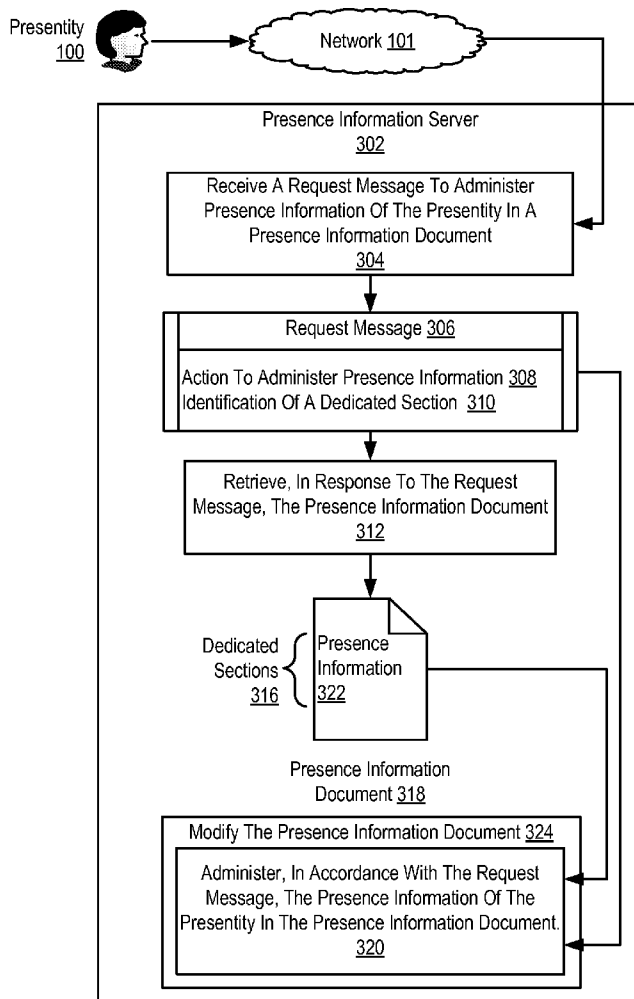 Presentity
100
Network 101
Presence Information Server
302
Receive A Request Message To Administer
Presence Information Of The Presentity In A
Presence Information Document
304
Request Message 306
Action To Administer Presence Information 308
Identification Of A Dedicated Section 310
Retrieve, In Response To The Request
Message, The Presence Information Document
312
Dedicated
Sections
316
Presence
Information
322
Presence Information
Document 318
Modify The Presence Information Document 324
Administer, In Accordance With The Request
Message, The Presence Information Of The
Presentity In The Presence Information Document.
320